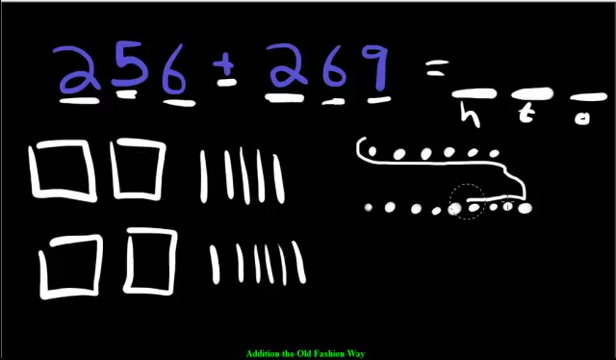 256 + 269 = _ _ _
h t o
Addition the Old Fashion Way